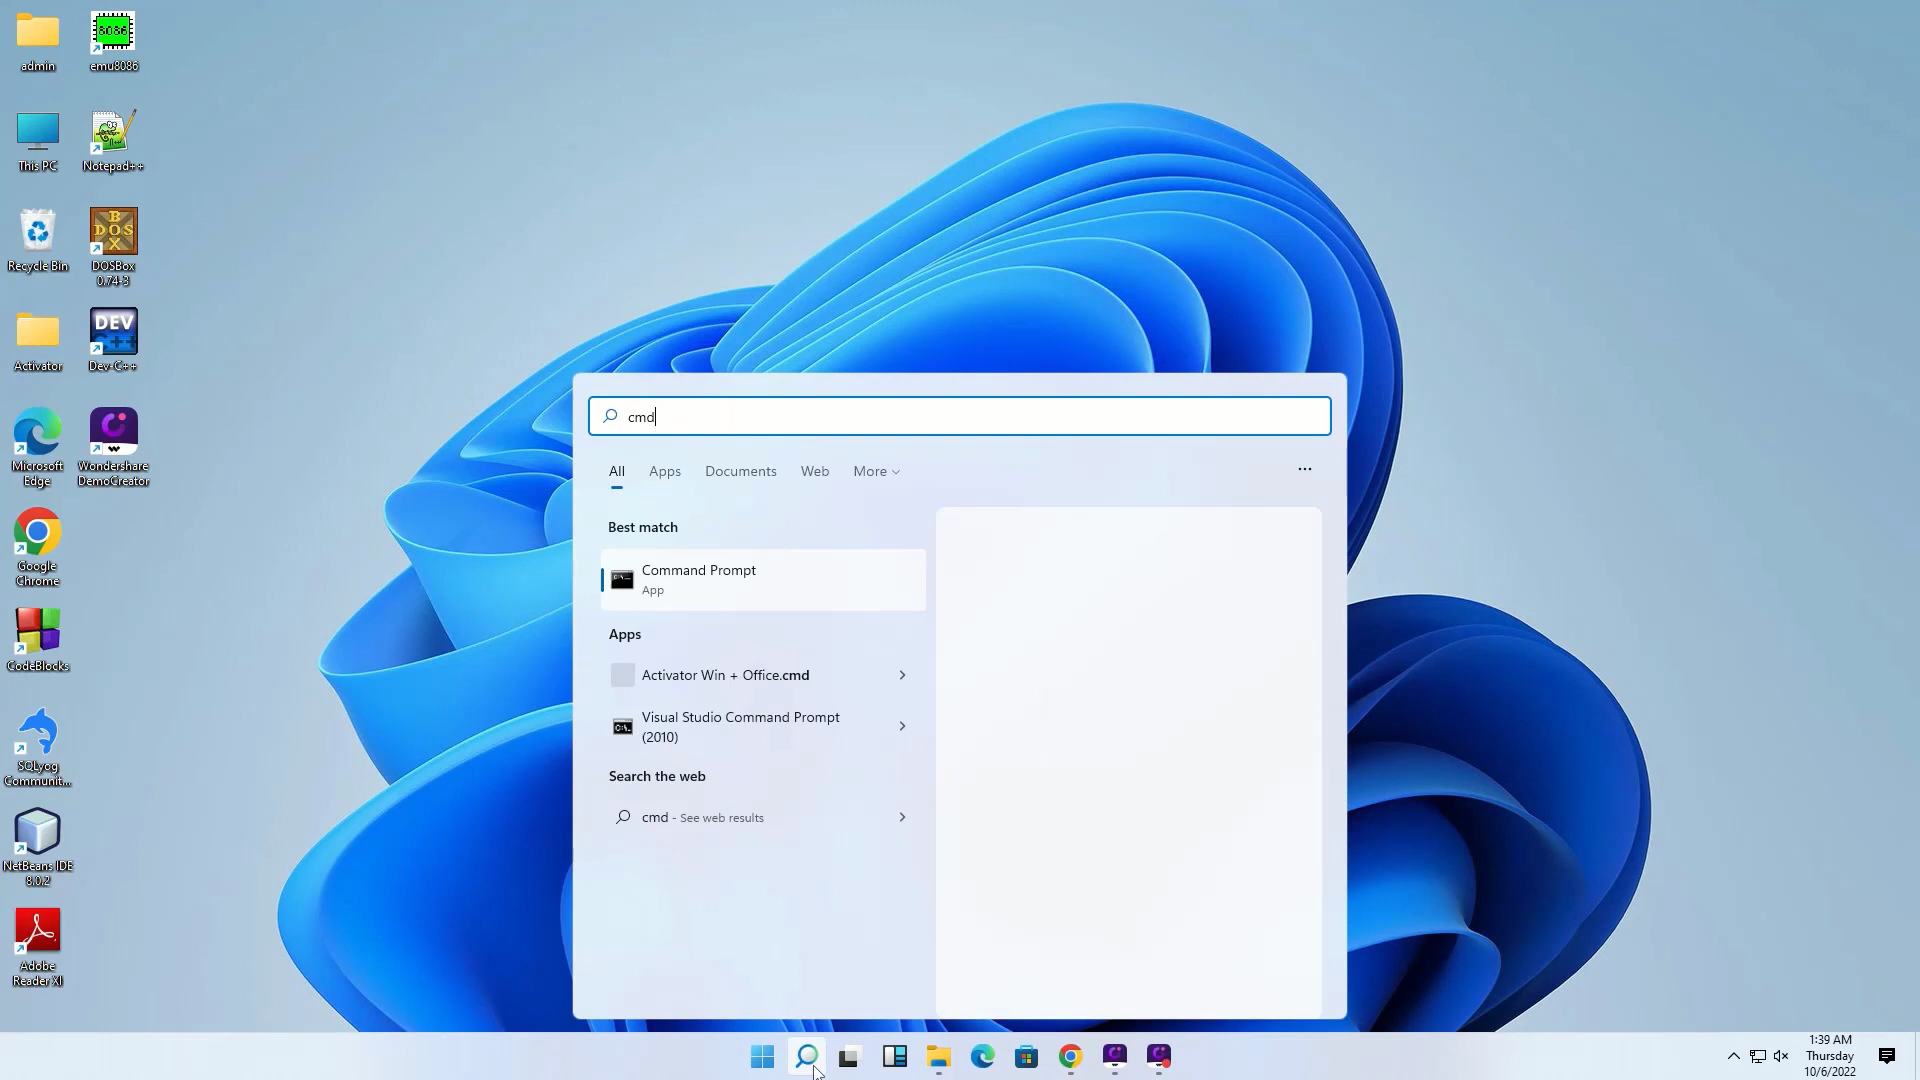 admin
emu8086
This PC
Notepad++
Recycle Bin
DOSBox
0.74-3
Activator
Dev-C++
Microsoft
Edge
Wondershare
DemoCreator
Google
Chrome
CodeBlocks
SQLyog
Communit...
NetBeans IDE
8.0.2
Adobe
Reader XI
8086
DOS
BOX
DEV
C++
cmd
All
Apps
Documents
Web
More
Best match
Command Prompt
App
Apps
Activator Win + Office.cmd
Visual Studio Command Prompt
(2010)
Search the web
cmd - See web results
1:39 AM
Thursday
10/6/2022